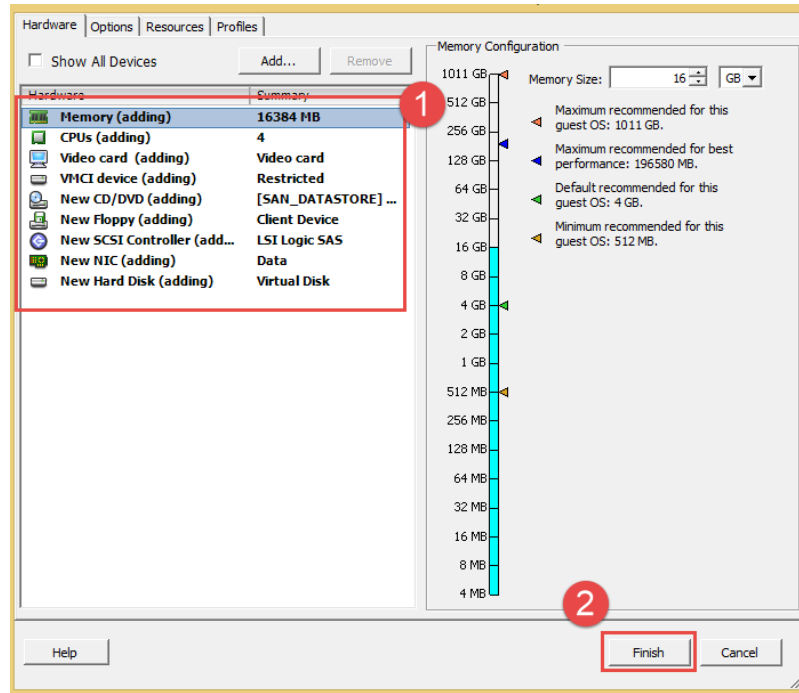 Hardware Options Resources Profiles
Show All Devices Add... Remove
Hardware Summary
1
Memory (adding) 16384 MB
CPUs (adding) 4
Video card (adding) Video card
VMCI device (adding) Restricted
New CD/DVD (adding) [SAN_DATASTORE] ...
New Floppy (adding) Client Device
New SCSI Controller (add... LSI Logic SAS
New NIC (adding) Data
New Hard Disk (adding) Virtual Disk
Memory Configuration
Memory Size: 16 GB
1011 GB
512 GB
256 GB
128 GB
64 GB
32 GB
16 GB
8 GB
4 GB
2 GB
1 GB
512 MB
256 MB
128 MB
64 MB
32 MB
16 MB
8 MB
4 MB
Maximum recommended for this
guest OS: 1011 GB.
Maximum recommended for best
performance: 196580 MB.
Default recommended for this
guest OS: 4 GB.
Minimum recommended for this
guest OS: 512 MB.
2
Help Finish Cancel